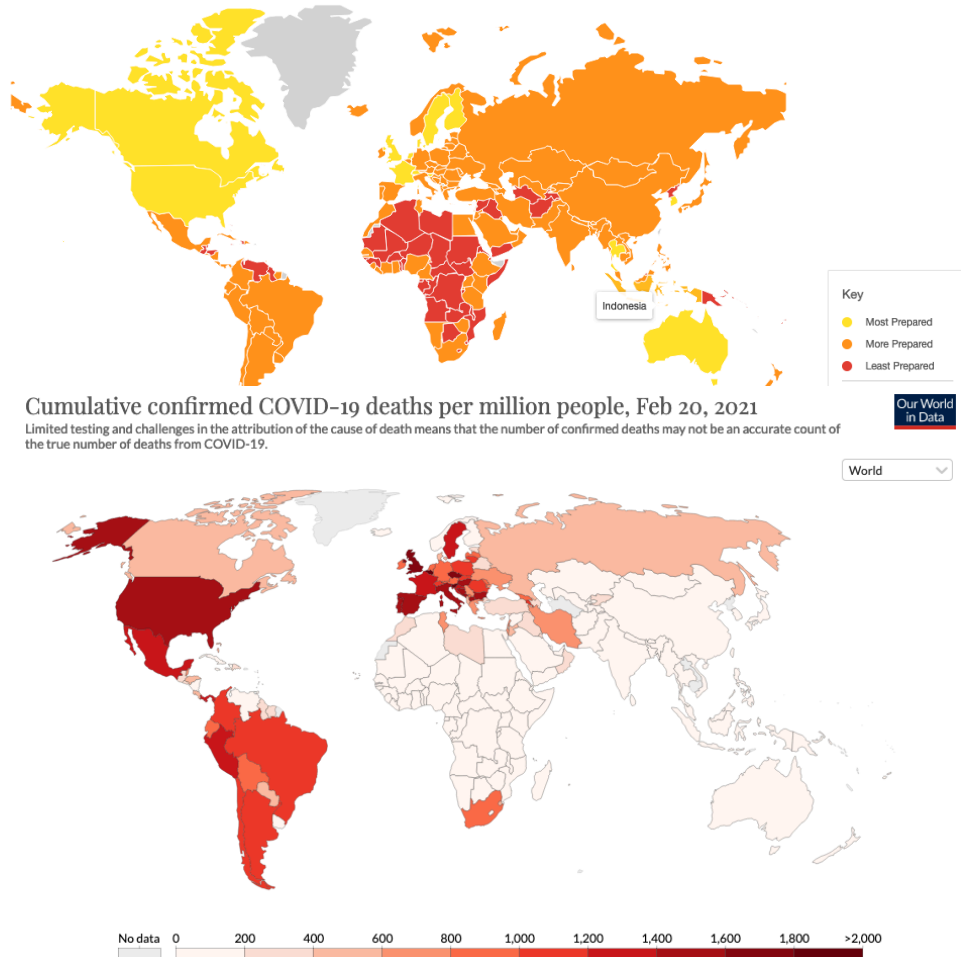 Indonesia
Key
Most Prepared
More Prepared
Least Prepared
Cumulative confirmed COVID-19 deaths per million people, Feb 20, 2021
Limited testing and challenges in the attribution of the cause of death means that the number of confirmed deaths may not be an accurate count of
the true number of deaths from COVID-19.
Our World
in Data
World
No data 0 200 400 600 800 1,000 1,200 1,400 1,600 1,800 >2,000